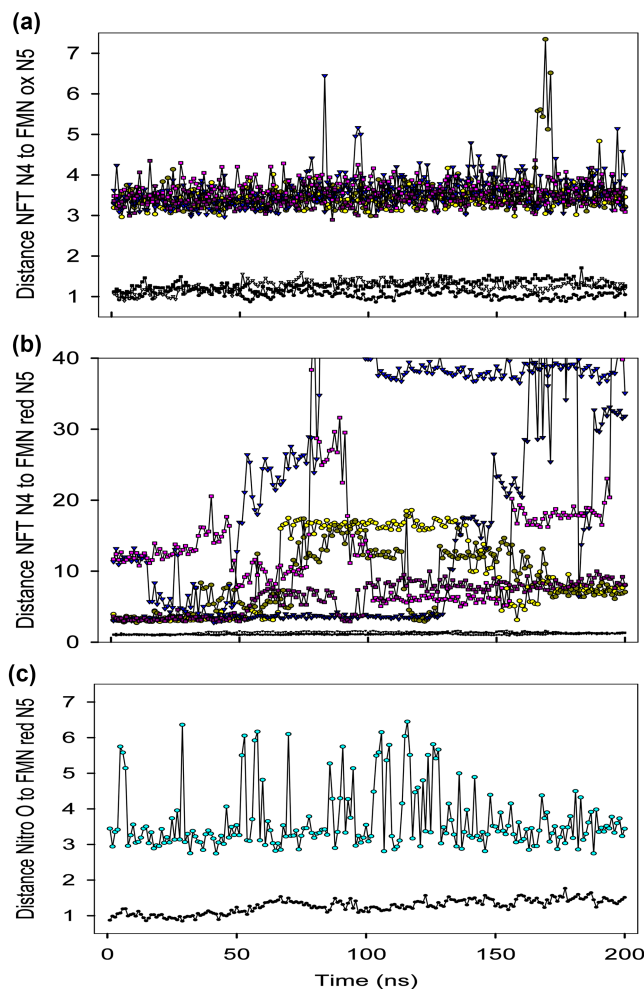 (a)
Distance NFT N4 to FMN ox N5
7
6
5
4
3
2
1
(b)
Distance NFT N4 to FMN red N5
40
30
20
10
0
(c)
Distance Nitro O to FMN red N5
7
6
5
4
3
2
1
0 50 100 150 200
Time (ns)